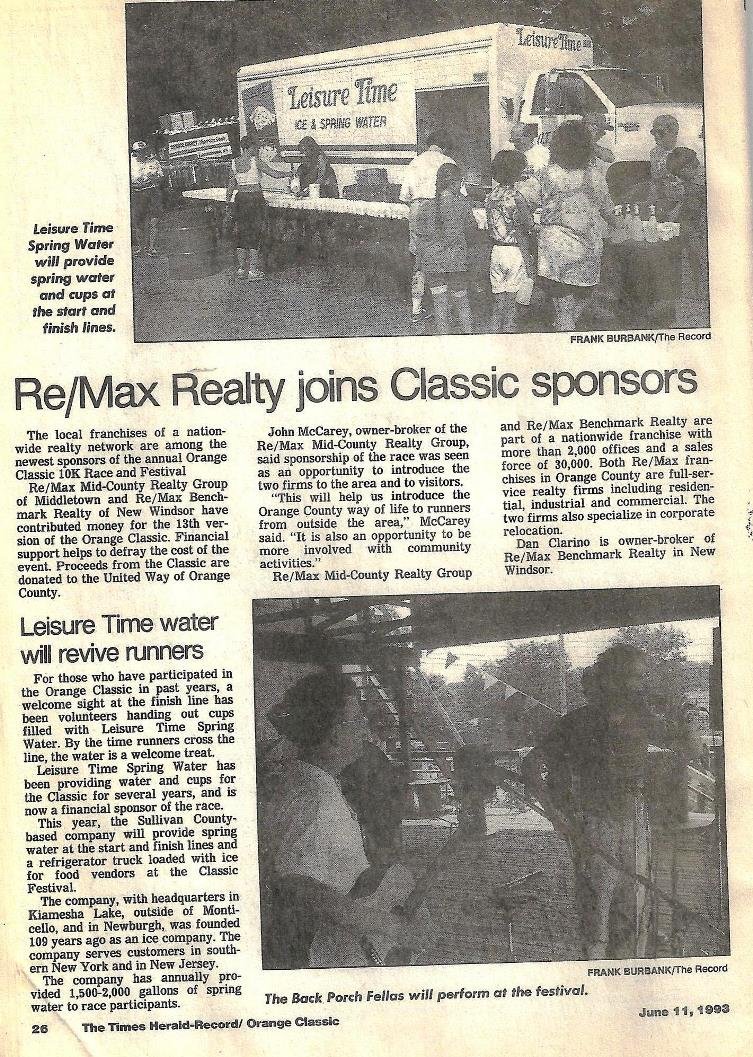 Leisure Time
Leisure Time
ICE & SPRING WATER
Leisure Time
Spring Water
will provide
spring water
and cups at
the start and
finish lines.
FRANK BURBANK/The Record
Re/Max Realty joins Classic sponsors
The local franchises of a nation-
wide realty network are among the
newest sponsors of the annual Orange
Classic 10K Race and Festival
Re/Max Mid-County Realty Group
of Middletown and Re/Max Bench-
mark Realty of New Windsor have
contributed money for the 13th ver-
sion of the Orange Classic. Financial
support helps to defray the cost of the
event. Proceeds from the Classic are
donated to the United Way of Orange
County.
John McCarey, owner-broker of the
Re/Max Mid-County Realty Group,
said sponsorship of the race was seen
as an opportunity to introduce the
two firms to the area and to visitors.
"This will help us introduce the
Orange County way of life to runners
from outside the area," McCarey
said. "It is also an opportunity to be
more involved with community
activities."
Re/Max Mid-County Realty Group
and Re/Max Benchmark Realty are
part of a nationwide franchise with
more than 2,000 offices and a sales
force of 30,000. Both Re/Max fran-
chises in Orange County are full-ser-
vice realty firms including residen-
tial, industrial and commercial. The
two firms also specialize in corporate
relocation.
Dan Clarino is owner-broker of
Re/Max Benchmark Realty in New
Windsor.
Leisure Time water
will revive runners
For those who have participated in
the Orange Classic in past years, a
welcome sight at the finish line has
been volunteers handing out cups
filled with Leisure Time Spring
Water. By the time runners cross the
line, the water is a welcome treat.
Leisure Time Spring Water has
been providing water and cups for
the Classic for several years, and is
now a financial sponsor of the race.
This year, the Sullivan County-
based company will provide spring
water at the start and finish lines and
a refrigerator truck loaded with ice
for food vendors at the Classic
Festival.
The company, with headquarters in
Kiamesha Lake, outside of Monti-
cello, and in Newburgh, was founded
109 years ago as an ice company. The
company serves customers in south-
ern New York and in New Jersey.
The company has annually pro-
vided 1,500-2,000 gallons of spring
water to race participants.
FRANK BURBANK/The Record
The Back Porch Fellas will perform at the festival.
June 11, 1993
26 The Times Herald-Record/ Orange Classic